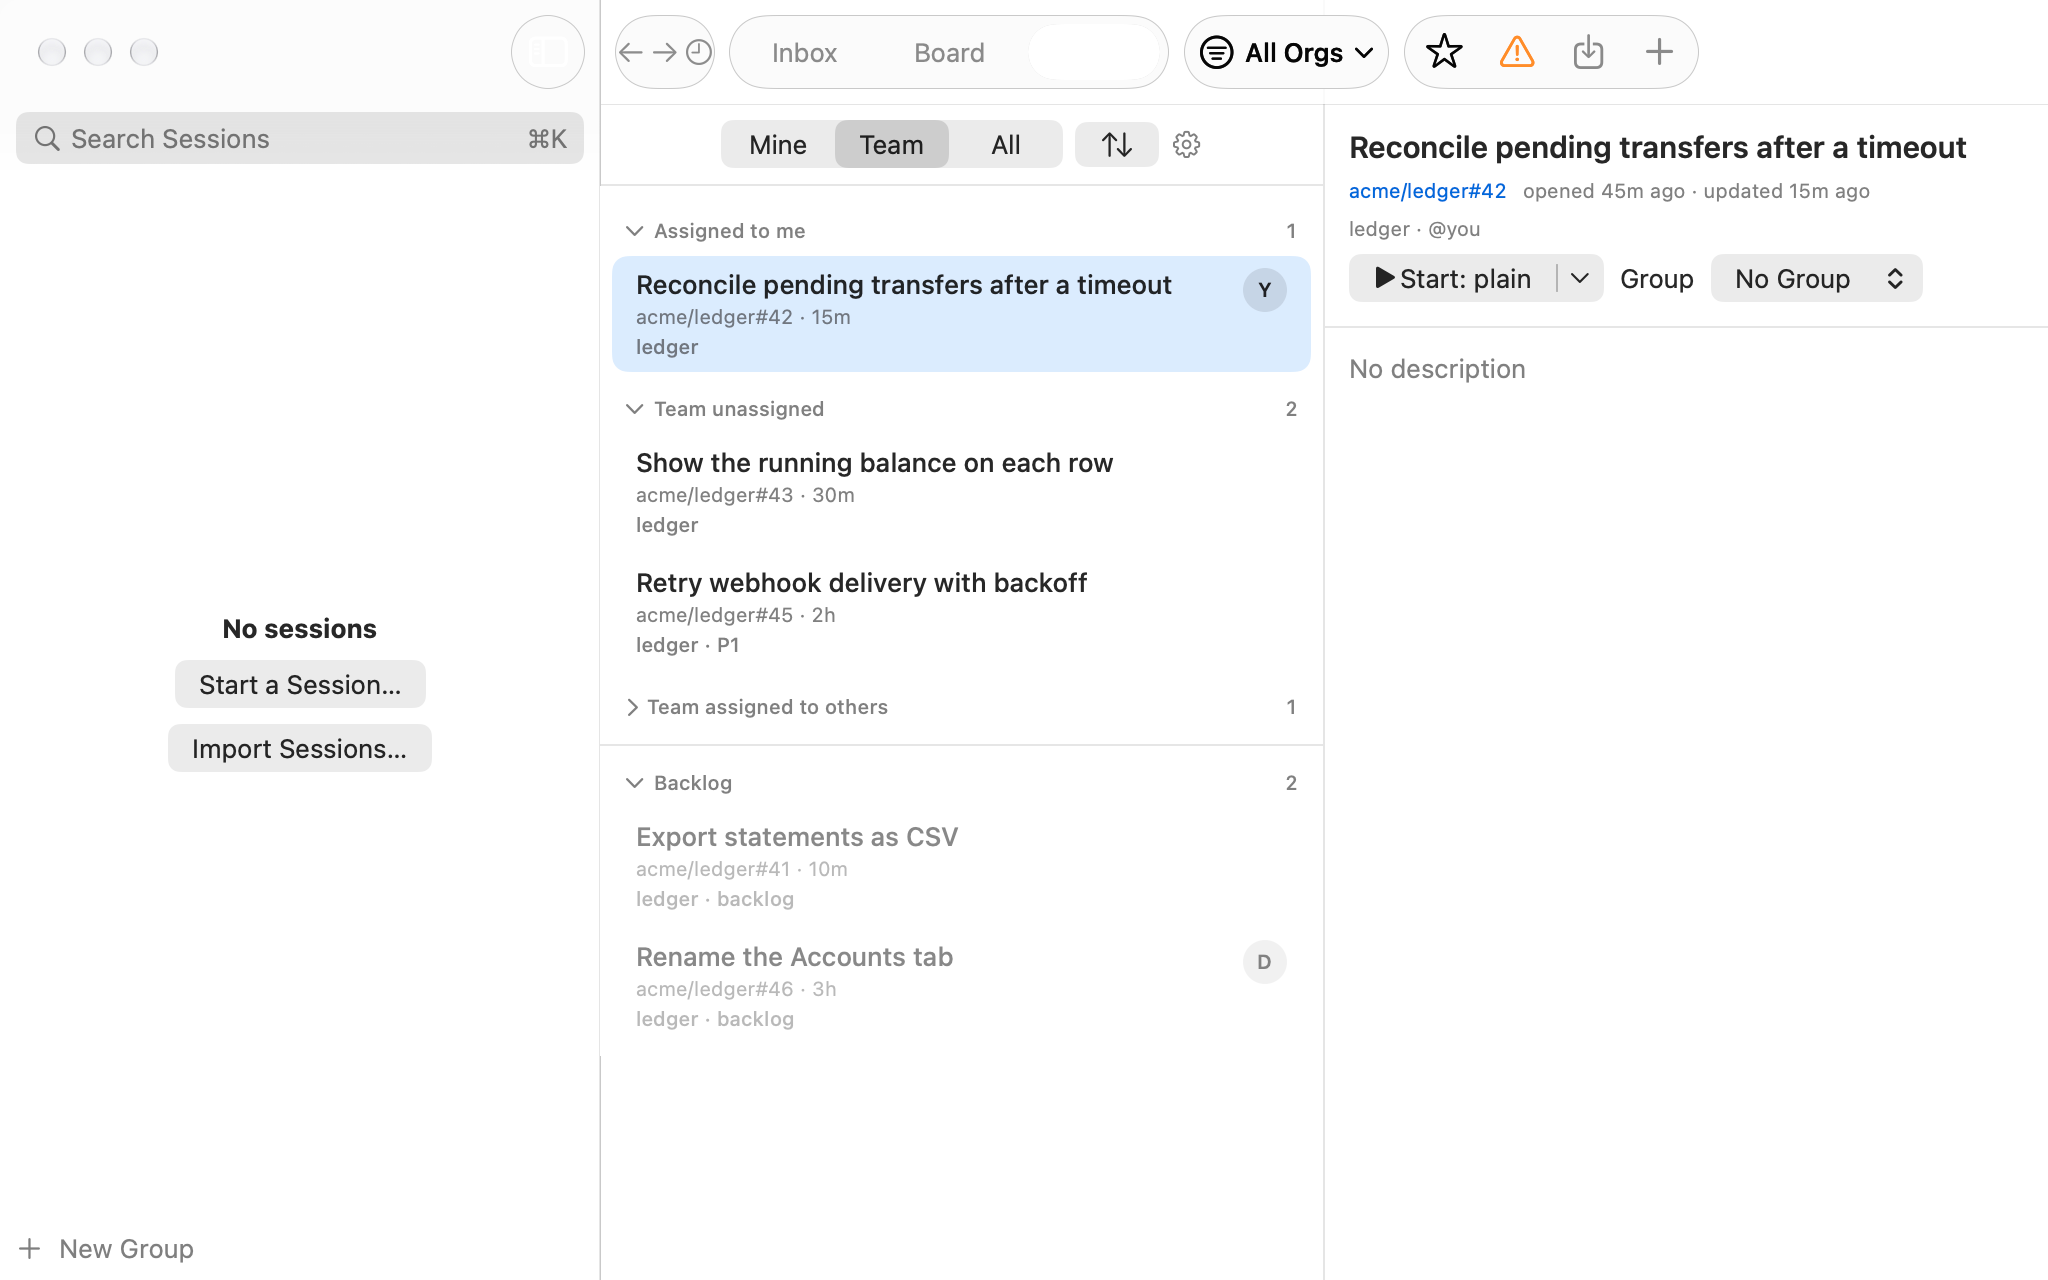 Search Sessions ⌘K
No sessions
Start a Session...
Import Sessions...
New Group
Inbox Board
All Orgs
Mine Team All
Assigned to me 1
Reconcile pending transfers after a timeout Y
acme/ledger#42 · 15m
ledger
Team unassigned 2
Show the running balance on each row
acme/ledger#43 · 30m
ledger
Retry webhook delivery with backoff
acme/ledger#45 · 2h
ledger · P1
Team assigned to others 1
Backlog 2
Export statements as CSV
acme/ledger#41 · 10m
ledger · backlog
Rename the Accounts tab D
acme/ledger#46 · 3h
ledger · backlog
Reconcile pending transfers after a timeout
acme/ledger#42 opened 45m ago · updated 15m ago
ledger · @you
Start: plain Group No Group
No description